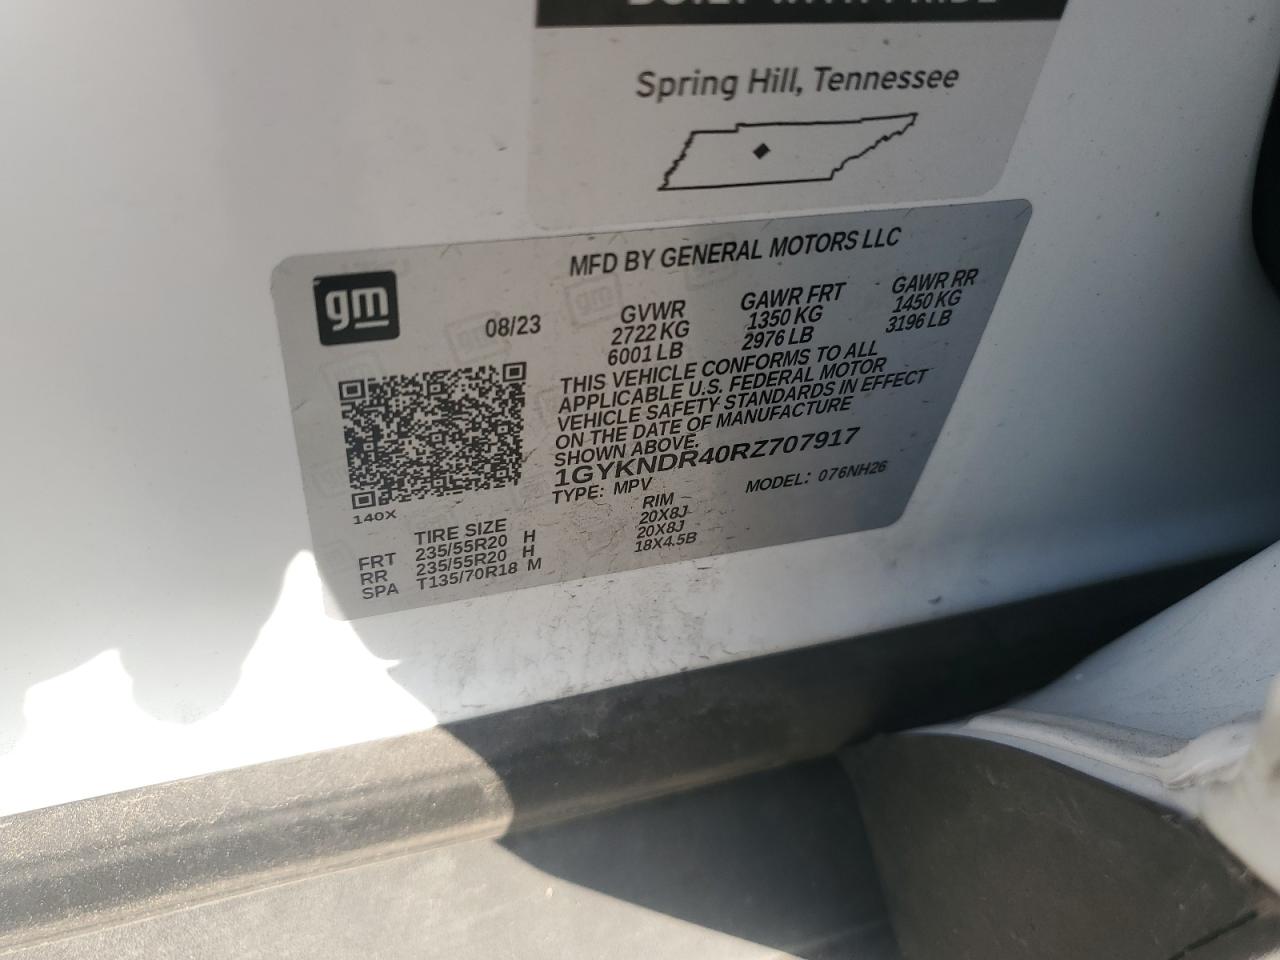 BUILT WITH PRIDE
Spring Hill, Tennessee
MFD BY GENERAL MOTORS LLC
gm
08/23
GVWR GAWR FRT GAWR RR
2722 KG 1350 KG 1450 KG
6001 LB 2976 LB 3196 LB
THIS VEHICLE CONFORMS TO ALL
APPLICABLE U.S. FEDERAL MOTOR
VEHICLE SAFETY STANDARDS IN EFFECT
ON THE DATE OF MANUFACTURE
SHOWN ABOVE.
1GYKNDR40RZ707917
TYPE: MPV MODEL: 076NH26
140X
TIRE SIZE RIM
FRT 235/55R20 H 20X8J
RR 235/55R20 H 20X8J
SPA T135/70R18 M 18X4.5B